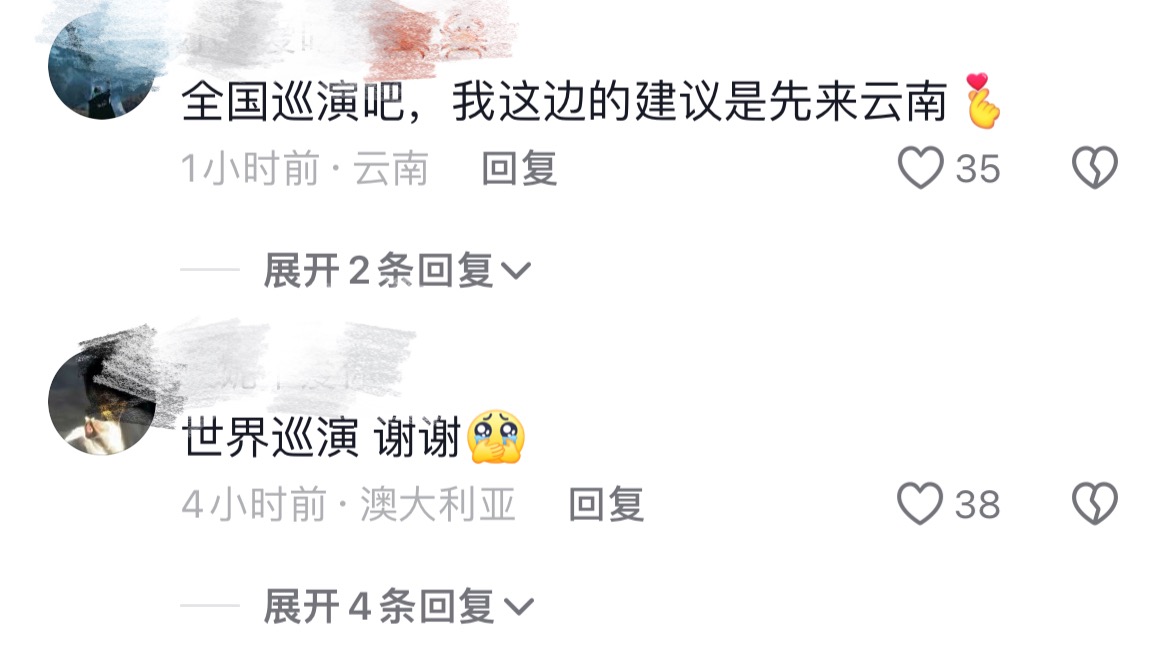 全国巡演吧，我这边的建议是先来云南
1小时前 · 云南 回复 35
展开2条回复
世界巡演 谢谢🥹
4小时前 · 澳大利亚 回复 38
展开4条回复